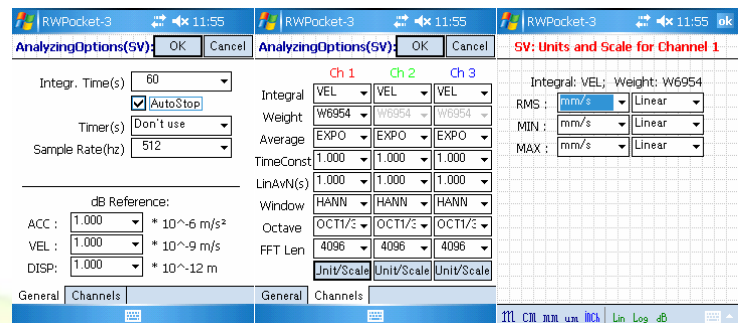 RWPocket-3 11:55
AnalyzingOptions(SV): OK Cancel
Integr. Time(s) 60
AutoStop
Timer(s) Don't use
Sample Rate(hz) 512
dB Reference:
ACC : 1.000 * 10^-6 m/s²
VEL : 1.000 * 10^-9 m/s
DISP: 1.000 * 10^-12 m
General Channels
RWPocket-3 11:55
AnalyzingOptions(SV): OK Cancel
Ch 1 Ch 2 Ch 3
Integral VEL VEL VEL
Weight W6954 W6954 W6954
Average EXPO EXPO EXPO
TimeConst 1.000 1.000 1.000
LinAvN(s) 1.000 1.000 1.000
Window HANN HANN HANN
Octave OCT1/3 OCT1/3 OCT1/3
FFT Len 4096 4096 4096
Unit/Scale Unit/Scale Unit/Scale
General Channels
RWPocket-3 11:55 ok
SV: Units and Scale for Channel 1
Integral: VEL; Weight: W6954
RMS : mm/s Linear
MIN : mm/s Linear
MAX : mm/s Linear
m cm mm um inch Lin Log dB